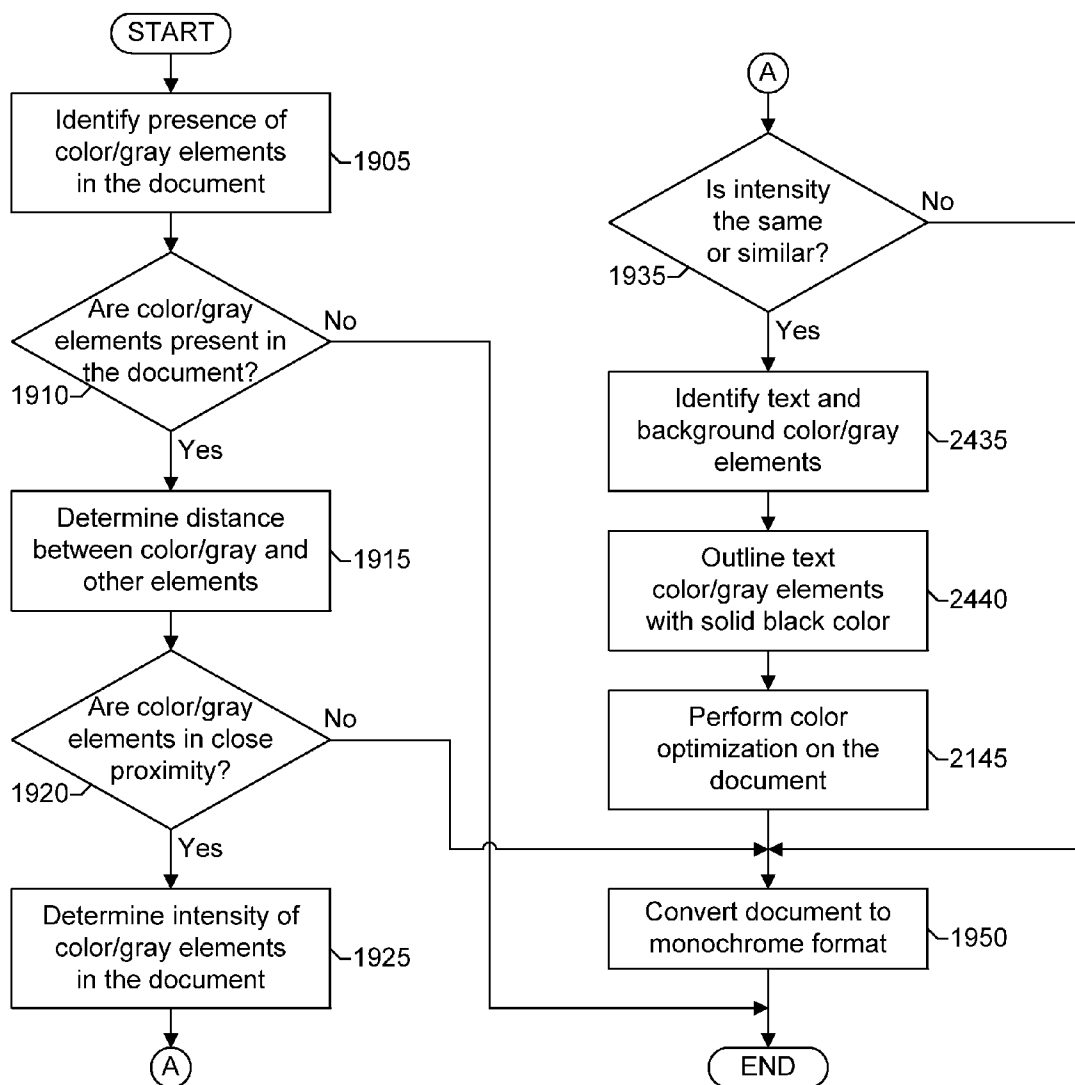 START
Identify presence of
color/gray elements
in the document
1905
Are color/gray
elements present in
the document?
1910
No
Yes
Determine distance
between color/gray and
other elements
1915
Are color/gray
elements in close
proximity?
1920
No
Yes
Determine intensity of
color/gray elements
in the document
1925
A
A
Is intensity
the same
or similar?
1935
No
Yes
Identify text and
background color/gray
elements
2435
Outline text
color/gray elements
with solid black color
2440
Perform color
optimization on the
document
2145
Convert document to
monochrome format
1950
END